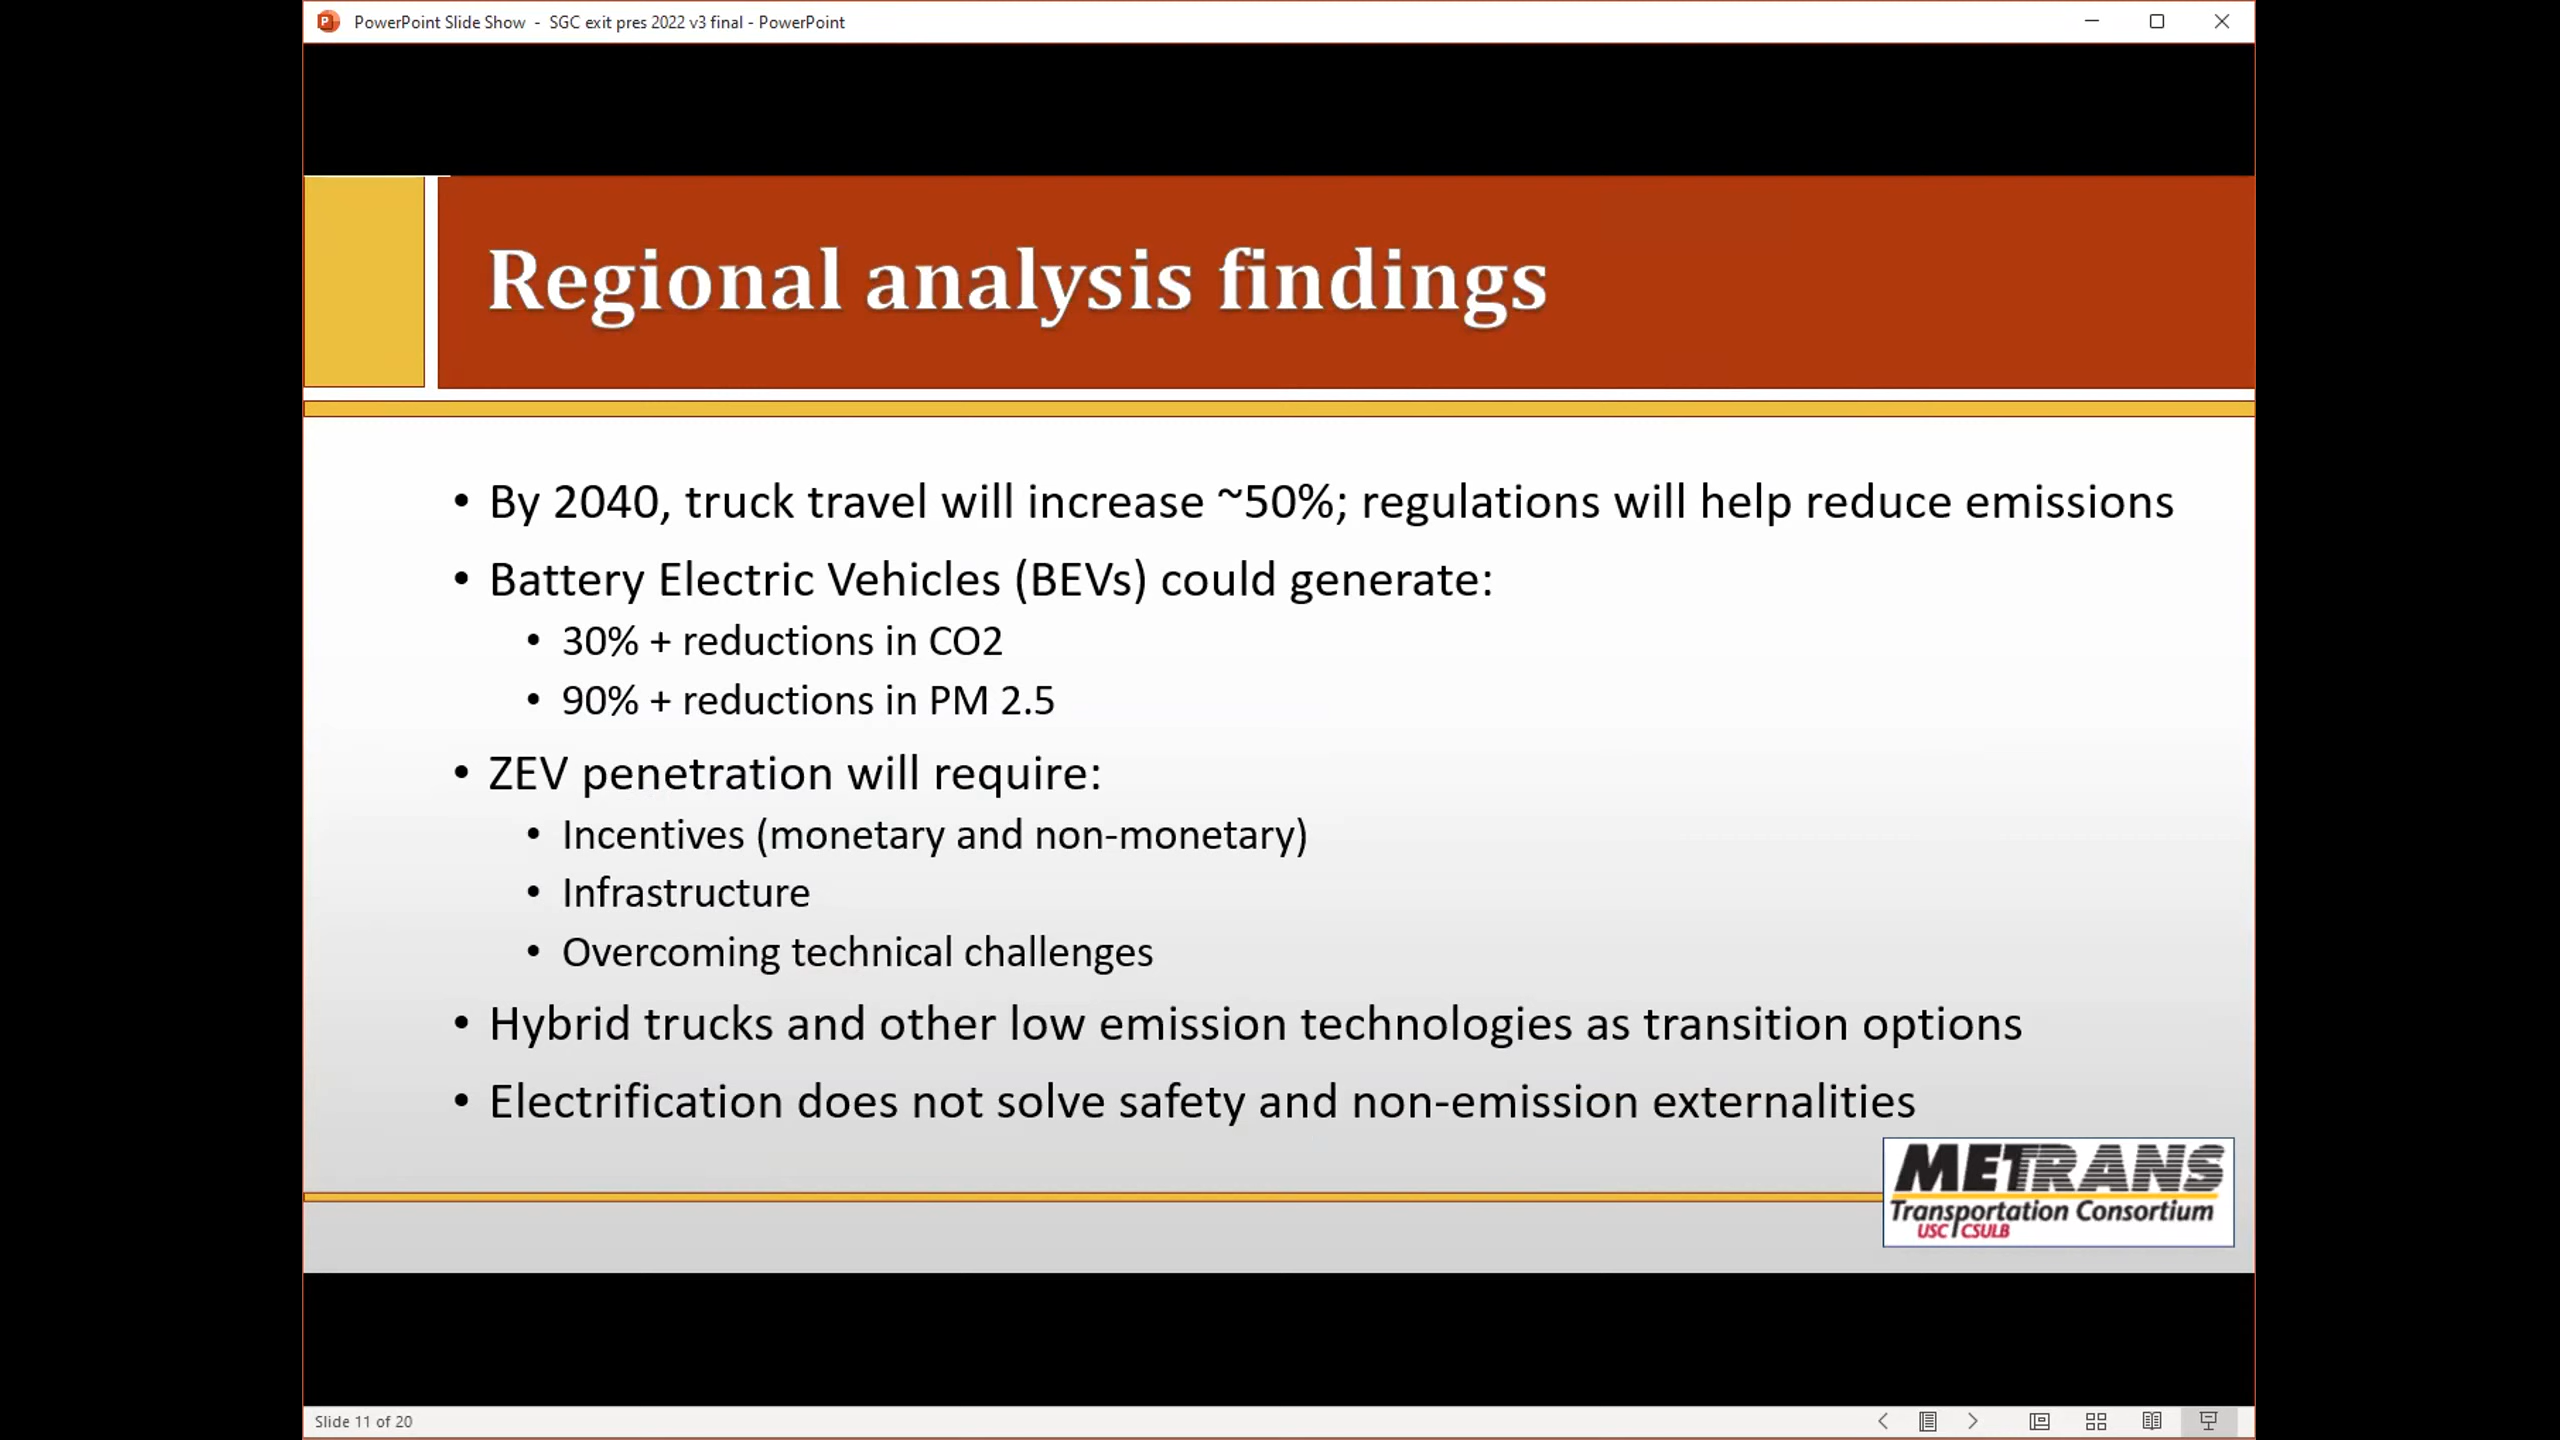 PowerPoint Slide Show - SGC exit pres 2022 v3 final - PowerPoint
Regional analysis findings
• By 2040, truck travel will increase ~50%; regulations will help reduce emissions
• Battery Electric Vehicles (BEVs) could generate:
• 30% + reductions in CO2
• 90% + reductions in PM 2.5
• ZEV penetration will require:
• Incentives (monetary and non-monetary)
• Infrastructure
• Overcoming technical challenges
• Hybrid trucks and other low emission technologies as transition options
• Electrification does not solve safety and non-emission externalities
METRANS
Transportation Consortium
USC CSULB
Slide 11 of 20